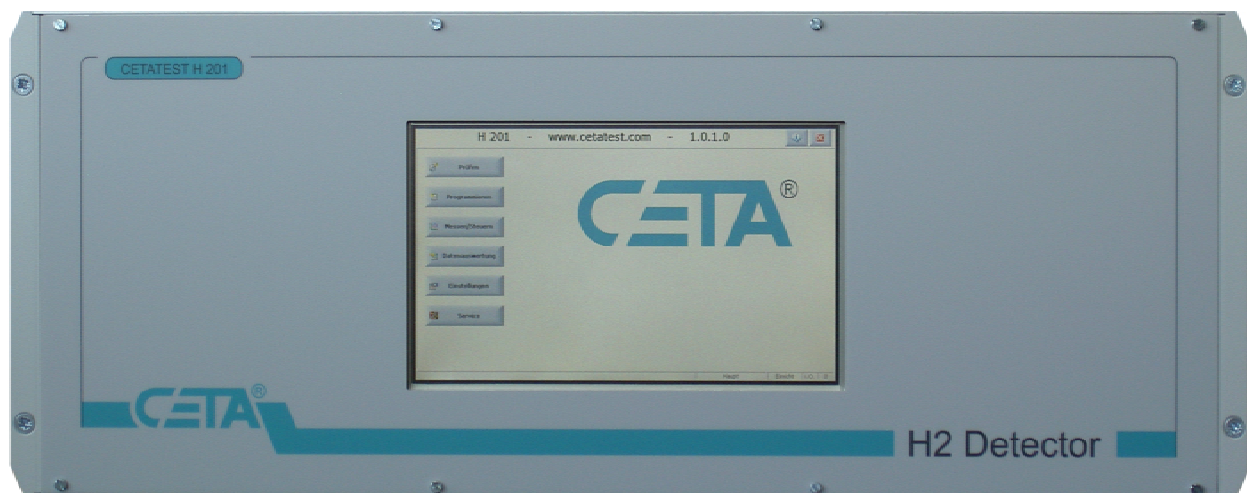 CETATEST H 201
H 201 - www.cetatest.com - 1.0.1.0
Prüfen
Programmieren
Messen/Steuern
Datenauswertung
Einstellungen
Service
CETA®
Haupt
CETA®
H2 Detector